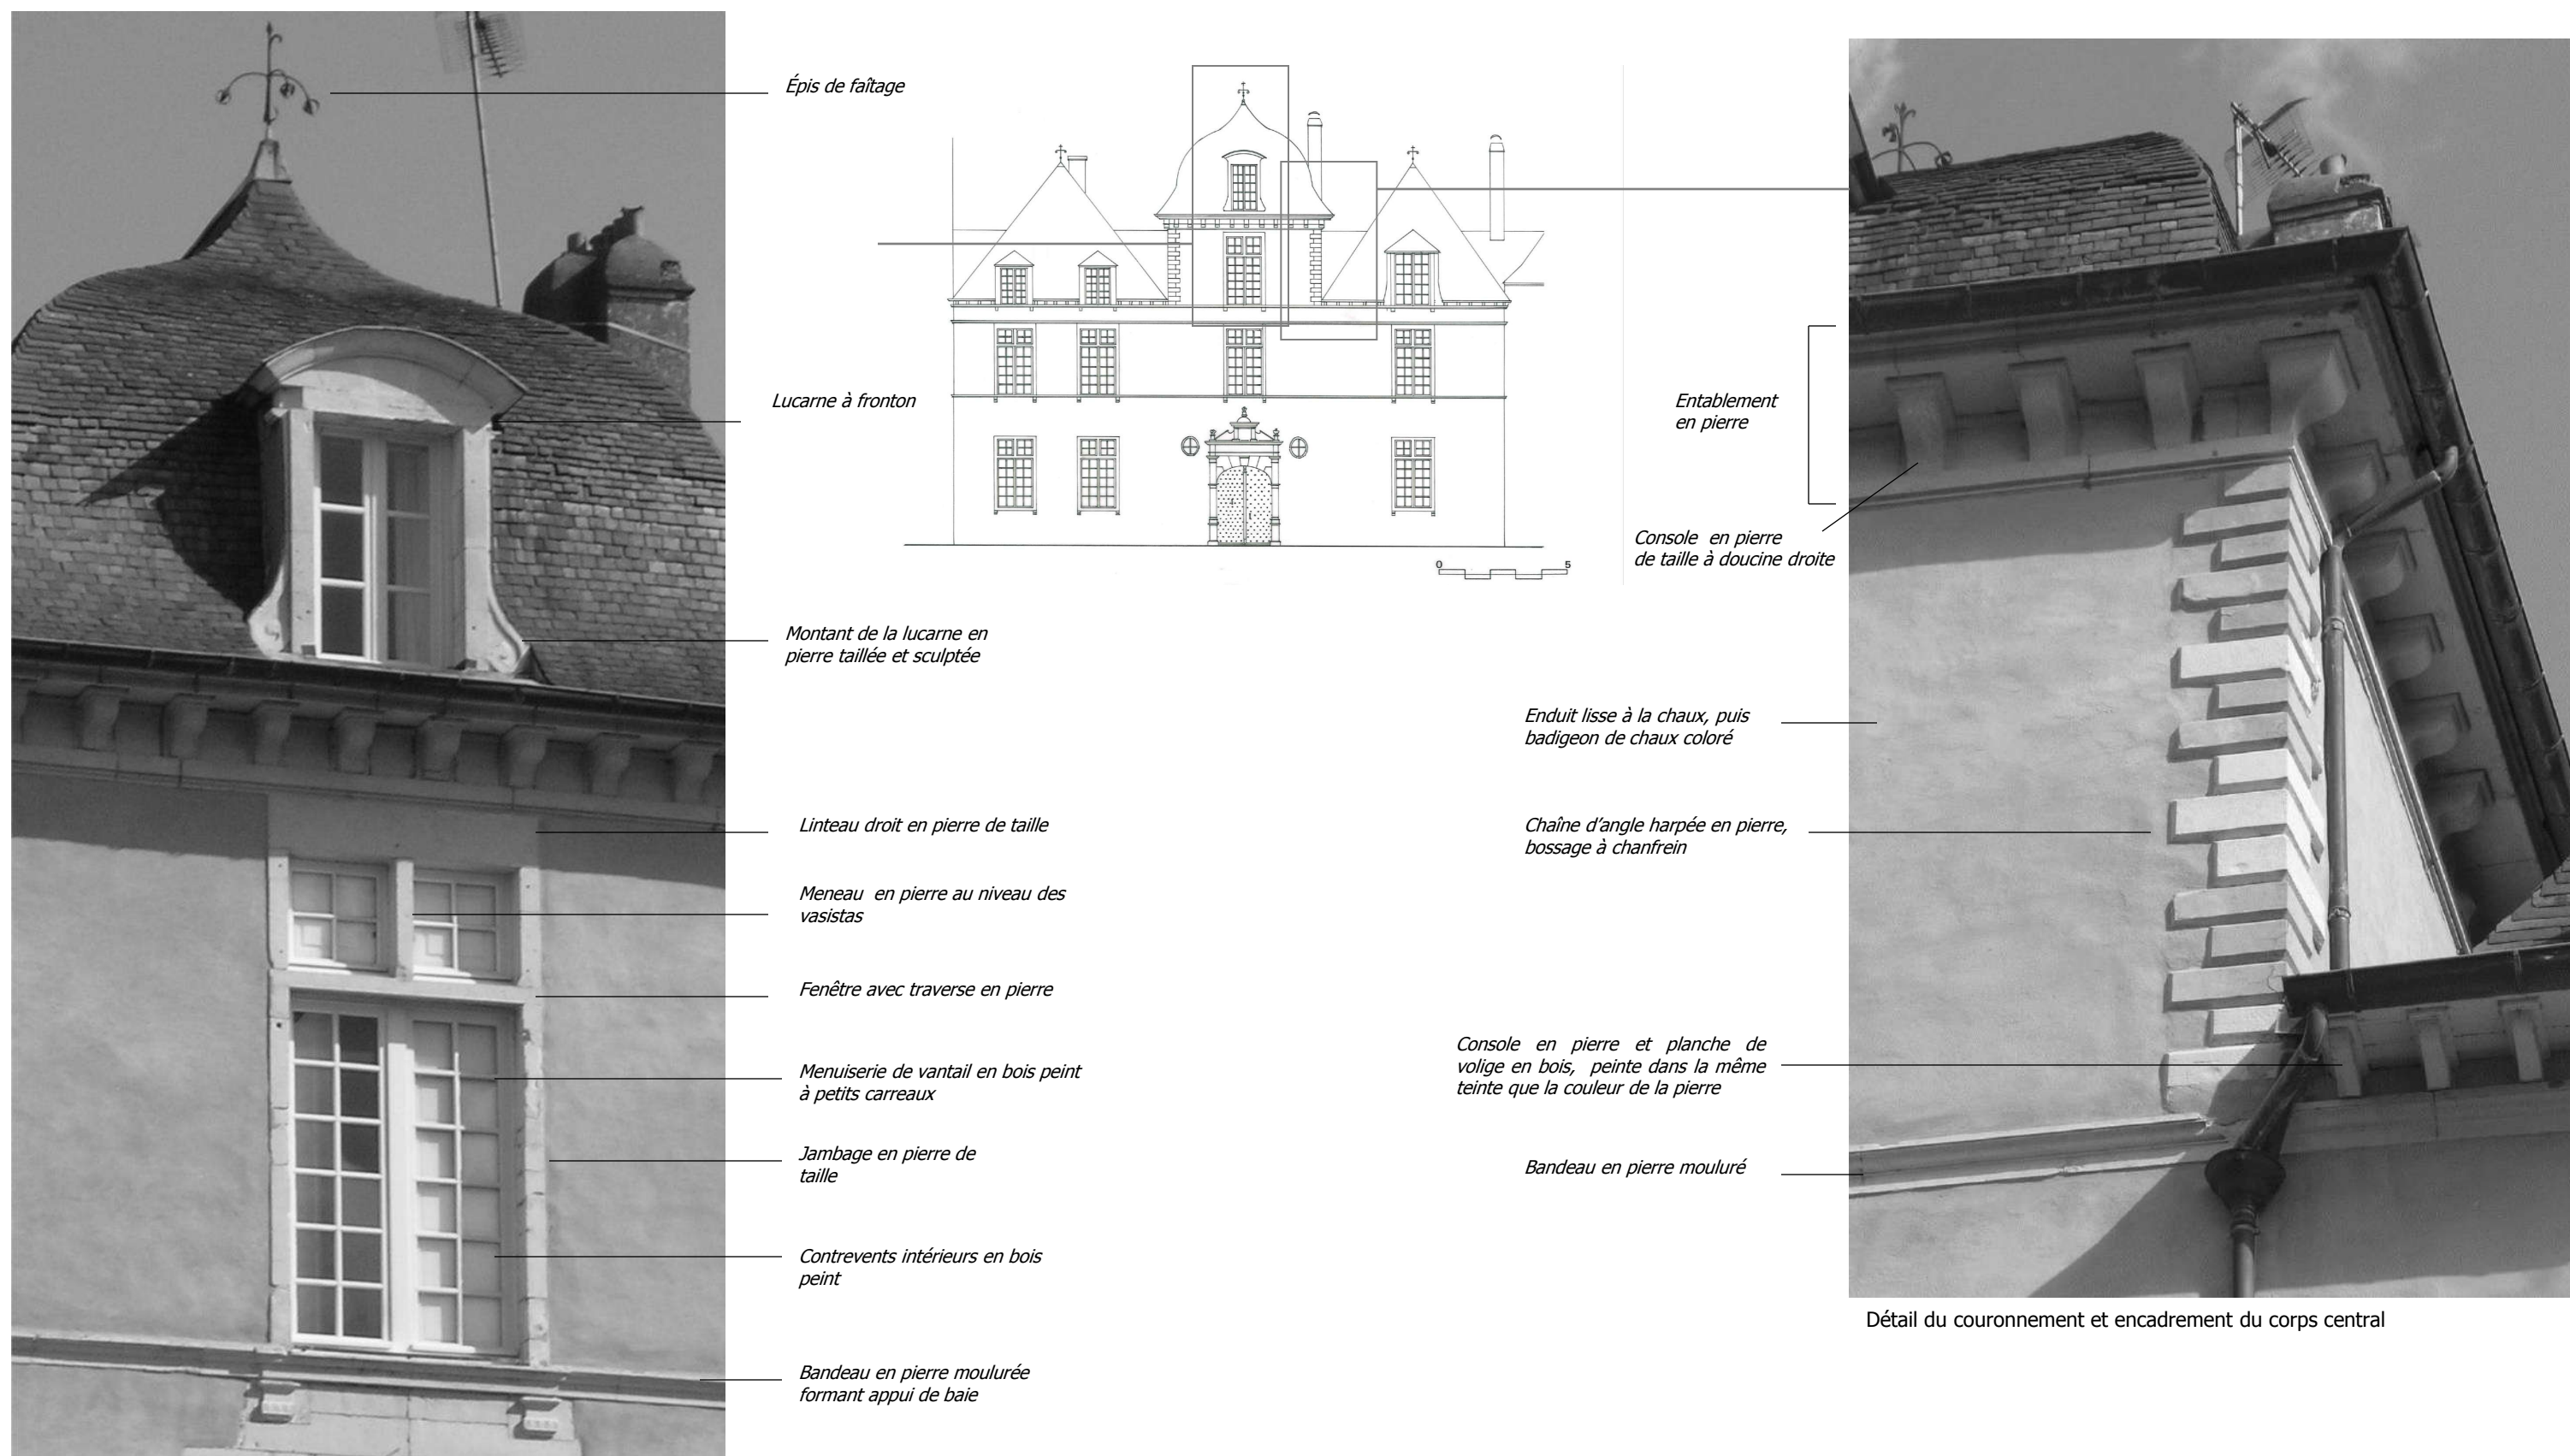 Épis de faîtage
Lucarne à fronton
Montant de la lucarne en
pierre taillée et sculptée
Linteau droit en pierre de taille
Meneau en pierre au niveau des
vasistas
Fenêtre avec traverse en pierre
Menuiserie de vantail en bois peint
à petits carreaux
Jambage en pierre de
taille
Contrevents intérieurs en bois
peint
Bandeau en pierre moulurée
formant appui de baie
0 5
Entablement
en pierre
Console en pierre
de taille à doucine droite
Enduit lisse à la chaux, puis
badigeon de chaux coloré
Chaîne d’angle harpée en pierre,
bossage à chanfrein
Console en pierre et planche de
volige en bois, peinte dans la même
teinte que la couleur de la pierre
Bandeau en pierre mouluré
Détail du couronnement et encadrement du corps central